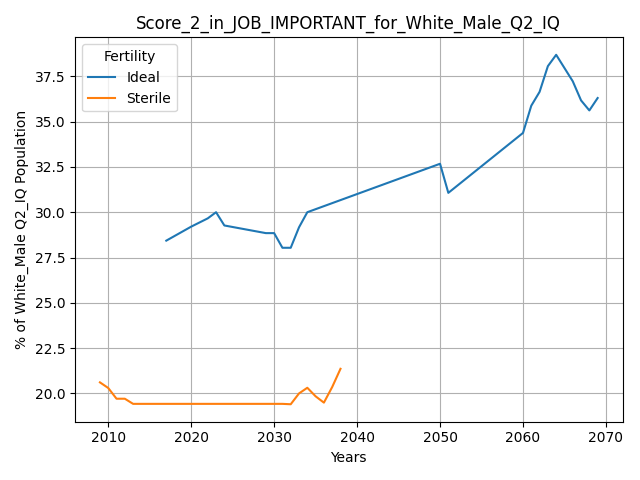 Score_2_in_JOB_IMPORTANT_for_White_Male_Q2_IQ
Fertility
Ideal
Sterile
% of White_Male Q2_IQ Population
37.5
35.0
32.5
30.0
27.5
25.0
22.5
20.0
2010 2020 2030 2040 2050 2060 2070
Years